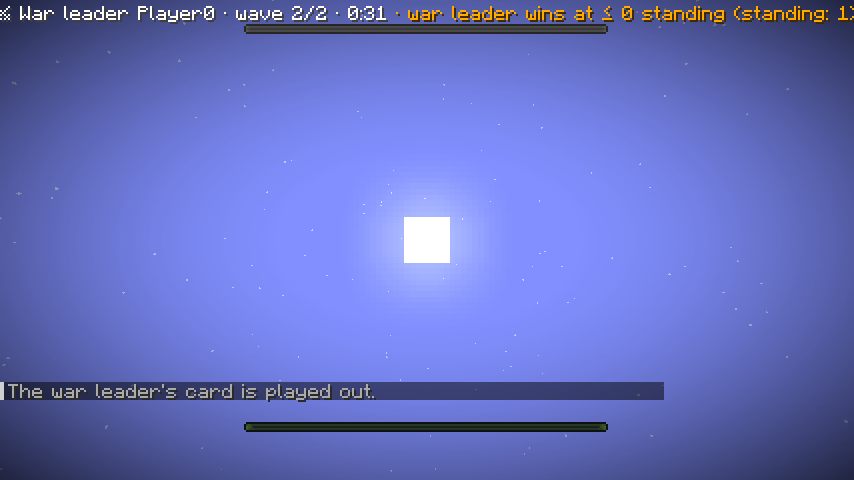 ⚔ War leader Player0 · wave 2/2 · 0:31 · war leader wins at ≤ 0 standing (standing: 1)
The war leader's card is played out.